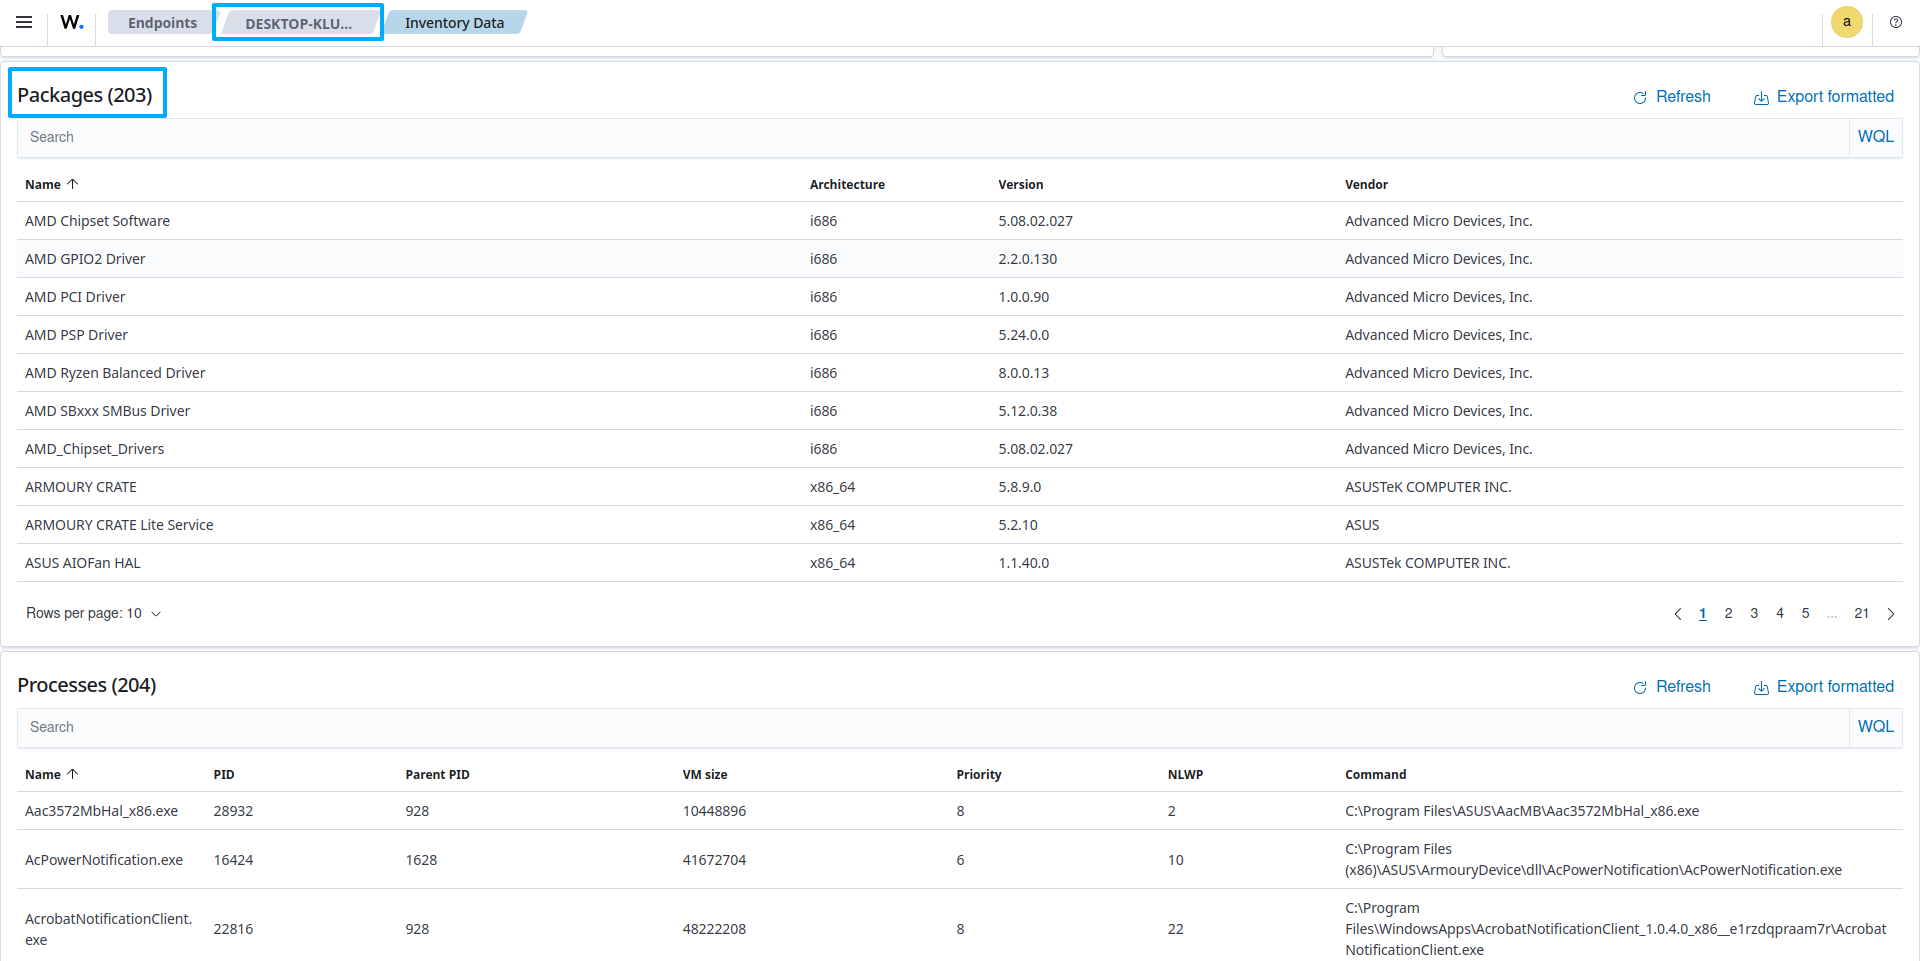 W. Endpoints DESKTOP-KLU... Inventory Data a
Packages (203) Refresh Export formatted
Search WQL
Name Architecture Version Vendor
AMD Chipset Software i686 5.08.02.027 Advanced Micro Devices, Inc.
AMD GPIO2 Driver i686 2.2.0.130 Advanced Micro Devices, Inc.
AMD PCI Driver i686 1.0.0.90 Advanced Micro Devices, Inc.
AMD PSP Driver i686 5.24.0.0 Advanced Micro Devices, Inc.
AMD Ryzen Balanced Driver i686 8.0.0.13 Advanced Micro Devices, Inc.
AMD SBxxx SMBus Driver i686 5.12.0.38 Advanced Micro Devices, Inc.
AMD_Chipset_Drivers i686 5.08.02.027 Advanced Micro Devices, Inc.
ARMOURY CRATE x86_64 5.8.9.0 ASUSTeK COMPUTER INC.
ARMOURY CRATE Lite Service x86_64 5.2.10 ASUS
ASUS AIOFan HAL x86_64 1.1.40.0 ASUSTek COMPUTER INC.
Rows per page: 10 1 2 3 4 5 ... 21
Processes (204) Refresh Export formatted
Search WQL
Name PID Parent PID VM size Priority NLWP Command
Aac3572MbHal_x86.exe 28932 928 10448896 8 2 C:\Program Files\ASUS\AacMB\Aac3572MbHal_x86.exe
AcPowerNotification.exe 16424 1628 41672704 6 10 C:\Program Files
(x86)\ASUS\ArmouryDevice\dll\AcPowerNotification\AcPowerNotification.exe
AcrobatNotificationClient.
exe 22816 928 48222208 8 22 C:\Program
Files\WindowsApps\AcrobatNotificationClient_1.0.4.0_x86__e1rzdqpraam7r\Acrobat
NotificationClient.exe